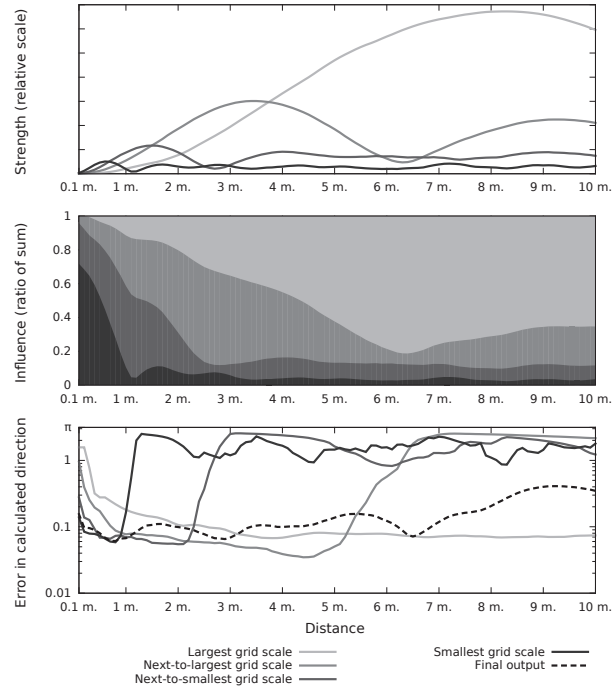 Strength (relative scale)
0.1 m. 1 m. 2 m. 3 m. 4 m. 5 m. 6 m. 7 m. 8 m. 9 m. 10 m.
Influence (ratio of sum)
1
0.8
0.6
0.4
0.2
0
0.1 m. 1 m. 2 m. 3 m. 4 m. 5 m. 6 m. 7 m. 8 m. 9 m. 10 m.
Error in calculated direction
π
1
0.1
0.01
0.1 m. 1 m. 2 m. 3 m. 4 m. 5 m. 6 m. 7 m. 8 m. 9 m. 10 m.
Distance
Largest grid scale
Next-to-largest grid scale
Next-to-smallest grid scale
Smallest grid scale
Final output